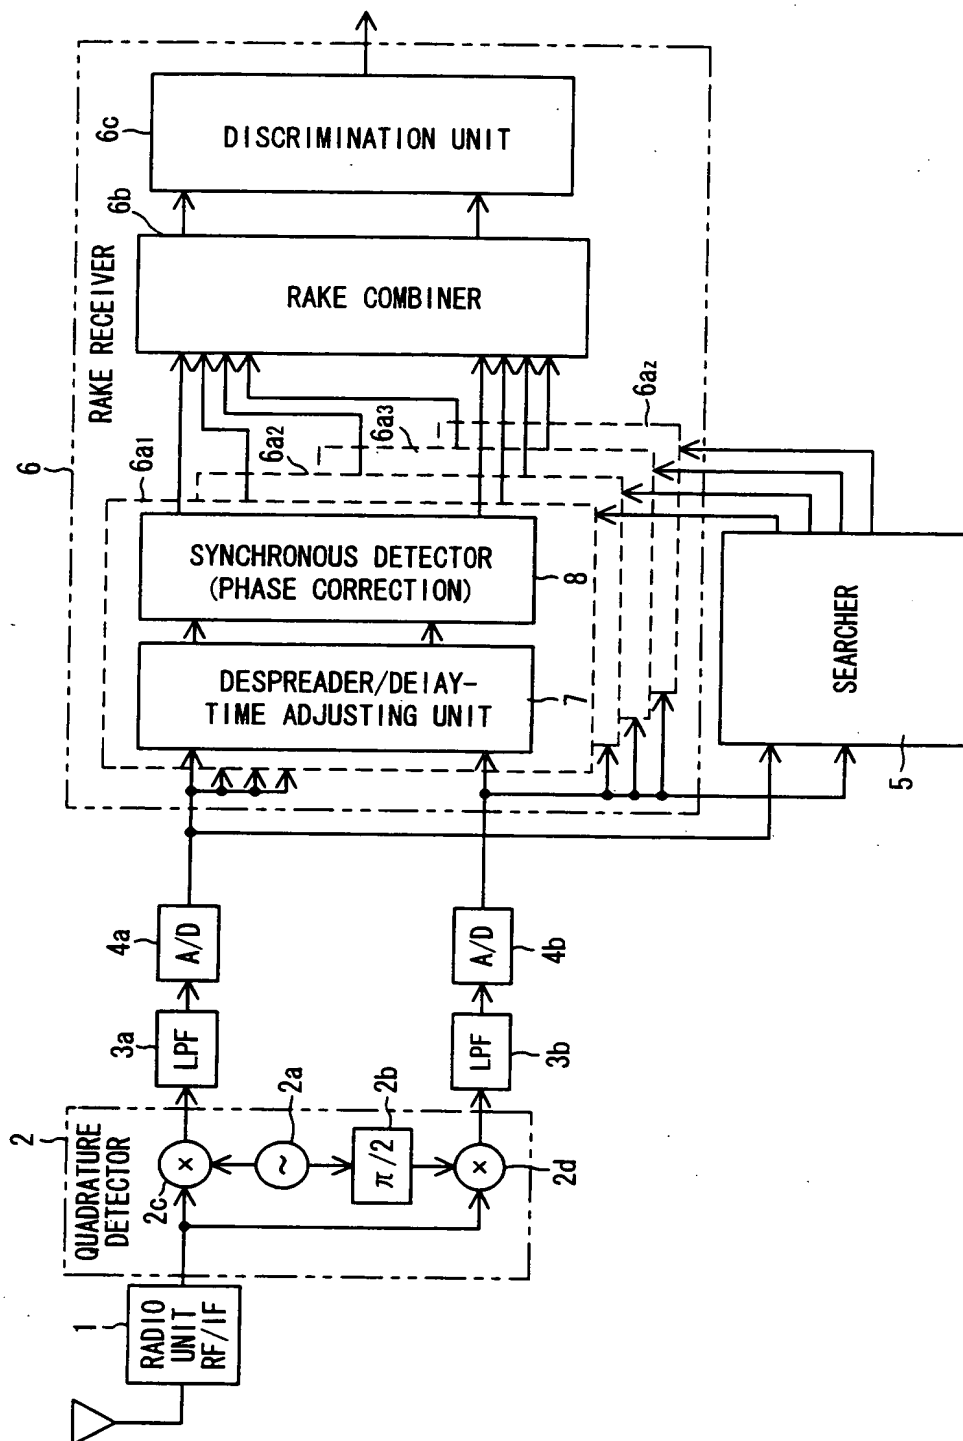 1
RADIO
UNIT
RF/IF
2
QUADRATURE
DETECTOR
2c
×
~
2a
π/2
2b
×
2d
3a
LPF
3b
LPF
4a
A/D
4b
A/D
6
RAKE RECEIVER
6a1
6a2
6a3
6az
DESPREADER/DEIAY-
TIME ADJUSTING UNIT
7
SYNCHRONOUS DETECTOR
(PHASE CORRECTION)
8
6b
RAKE COMBINER
6c
DISCRIMINATION UNIT
SEARCHER
5